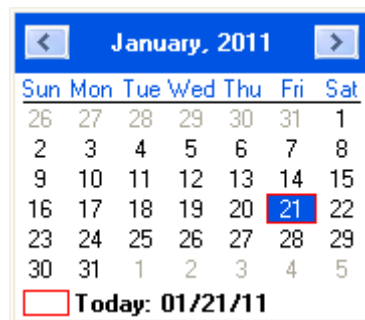 January, 2011
Sun Mon Tue Wed Thu Fri Sat
26 27 28 29 30 31 1
2 3 4 5 6 7 8
9 10 11 12 13 14 15
16 17 18 19 20 21 22
23 24 25 26 27 28 29
30 31 1 2 3 4 5
Today: 01/21/11